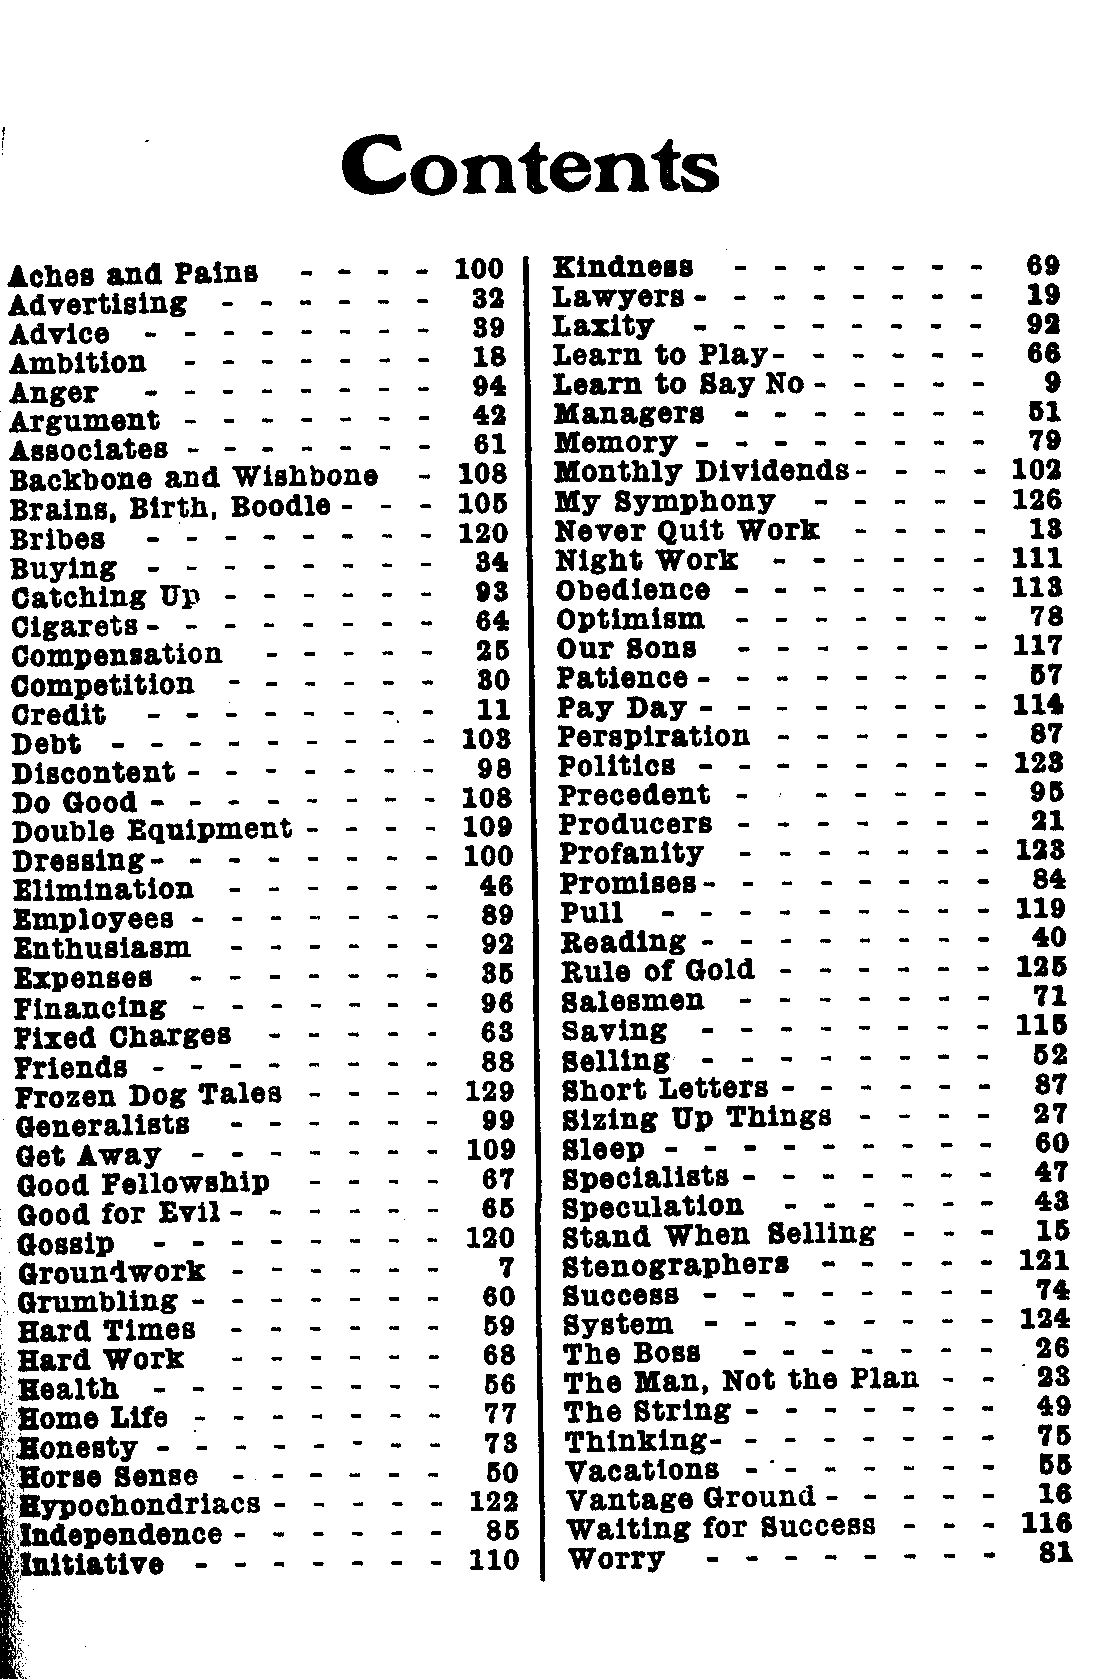 Contents
Aches and Pains - - - - 100
Advertising - - - - - - 32
Advice - - - - - - - - 39
Ambition - - - - - - - 18
Anger - - - - - - - - 94
Argument - - - - - - - 42
Associates - - - - - - - 61
Backbone and Wishbone - 108
Brains, Birth, Boodle - - - 105
Bribes - - - - - - - - 120
Buying - - - - - - - - 34
Catching Up - - - - - - 93
Cigarets - - - - - - - - 64
Compensation - - - - - 25
Competition - - - - - - 30
Credit - - - - - - - - 11
Debt - - - - - - - - - 103
Discontent - - - - - - - 98
Do Good - - - - - - - - 108
Double Equipment - - - - 109
Dressing - - - - - - - - 100
Elimination - - - - - - 46
Employees - - - - - - - 89
Enthusiasm - - - - - - 92
Expenses - - - - - - - 35
Financing - - - - - - - 96
Fixed Charges - - - - - 63
Friends - - - - - - - - 88
Frozen Dog Tales - - - - 129
Generalists - - - - - - 99
Get Away - - - - - - - 109
Good Fellowship - - - - 67
Good for Evil - - - - - - 65
Gossip - - - - - - - - 120
Groundwork - - - - - - 7
Grumbling - - - - - - - 60
Hard Times - - - - - - 59
Hard Work - - - - - - 68
Health - - - - - - - - 56
Home Life - - - - - - - 77
Honesty - - - - - - - - 73
Horse Sense - - - - - - 50
Hypochondriacs - - - - - 122
Independence - - - - - - 85
Initiative - - - - - - - 110
Kindness - - - - - - - 69
Lawyers - - - - - - - - 19
Laxity - - - - - - - - 92
Learn to Play - - - - - - 66
Learn to Say No - - - - - 9
Managers - - - - - - - 51
Memory - - - - - - - - 79
Monthly Dividends - - - - 102
My Symphony - - - - - 126
Never Quit Work - - - - 13
Night Work - - - - - - 111
Obedience - - - - - - - 113
Optimism - - - - - - - 78
Our Sons - - - - - - - 117
Patience - - - - - - - - 57
Pay Day - - - - - - - - 114
Perspiration - - - - - - 87
Politics - - - - - - - - 123
Precedent - - - - - - 95
Producers - - - - - - - 21
Profanity - - - - - - - 123
Promises - - - - - - - - 84
Pull - - - - - - - - - 119
Reading - - - - - - - - 40
Rule of Gold - - - - - - 125
Salesmen - - - - - - - 71
Saving - - - - - - - - 115
Selling - - - - - - - - 52
Short Letters - - - - - - 87
Sizing Up Things - - - - 27
Sleep - - - - - - - - - 60
Specialists - - - - - - - 47
Speculation - - - - - - 43
Stand When Selling - - - 15
Stenographers - - - - - 121
Success - - - - - - - - 74
System - - - - - - - - 124
The Boss - - - - - - - 26
The Man, Not the Plan - - 23
The String - - - - - - - 49
Thinking - - - - - - - - 75
Vacations - - - - - - - 55
Vantage Ground - - - - - 16
Waiting for Success - - - 116
Worry - - - - - - - - 81